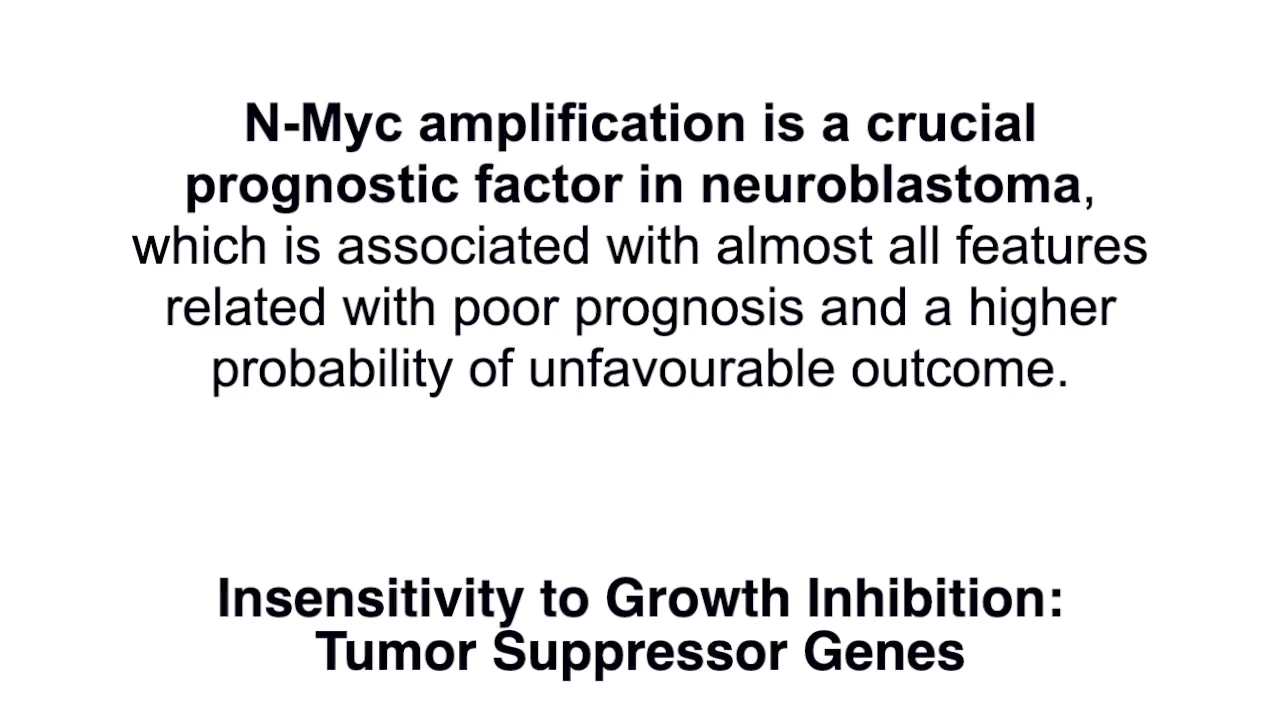 N-Myc amplification is a crucial
prognostic factor in neuroblastoma,
which is associated with almost all features
related with poor prognosis and a higher
probability of unfavourable outcome.
Insensitivity to Growth Inhibition:
Tumor Suppressor Genes